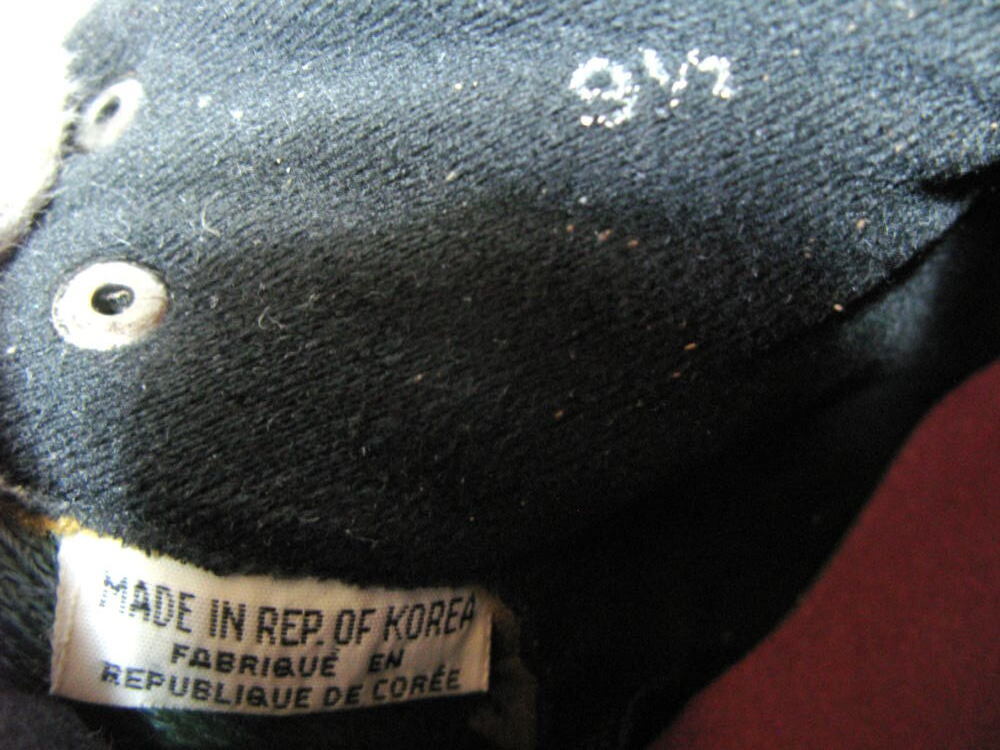 9½
MADE IN REP. OF KOREA
FABRIQUÉ EN
REPUBLIQUE DE CORÉE